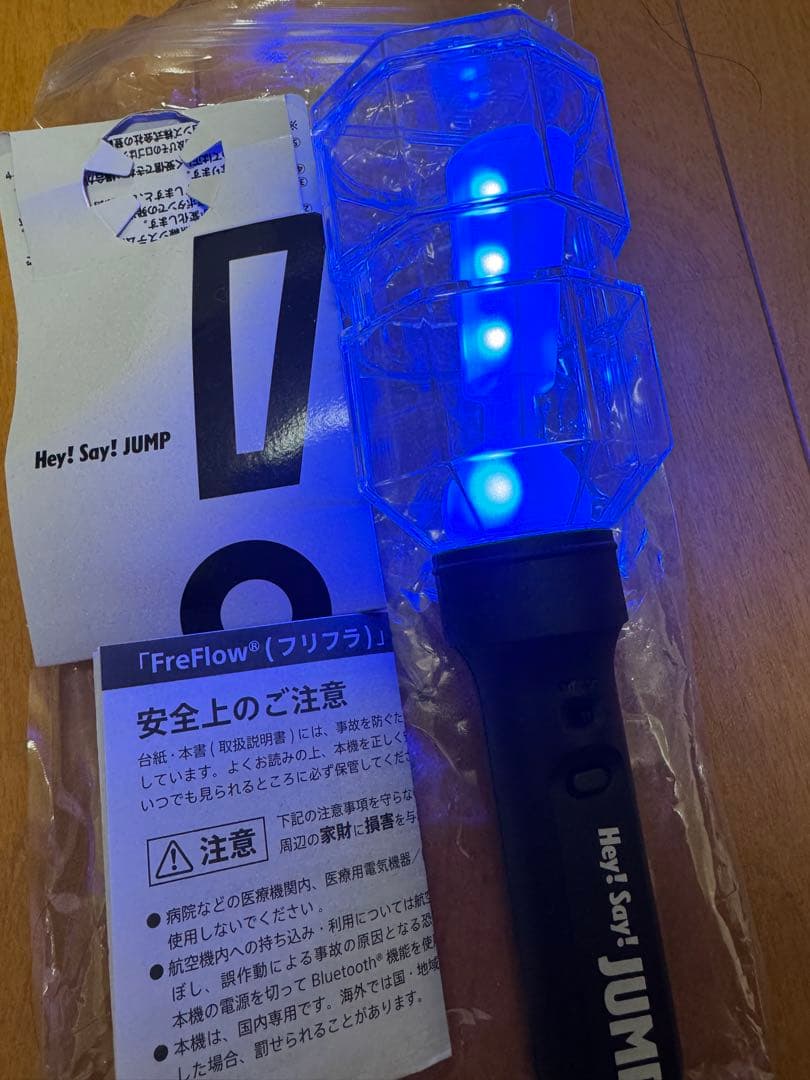 Hey! Say! JUMP
「FreFlow®(フリフラ)」
安全上のご注意
台紙・本書(取扱説明書)には、事故を防ぐた
しています。よくお読みの上、本機を正しく
いつでも見られるところに必ず保管してくだ
注意
下記の注意事項を守らな
周辺の家財に損害を与
●病院などの医療機関内、医療用電気機器/
使用しないでください。
●航空機内への持ち込み・利用については航空
ぼし、誤作動による事故の原因となる恐
本機の電源を切ってBluetooth®機能を使
●本機は、国内専用です。海外では国・地域
した場合、罰せられることがあります。
Hey! Say! JUMP